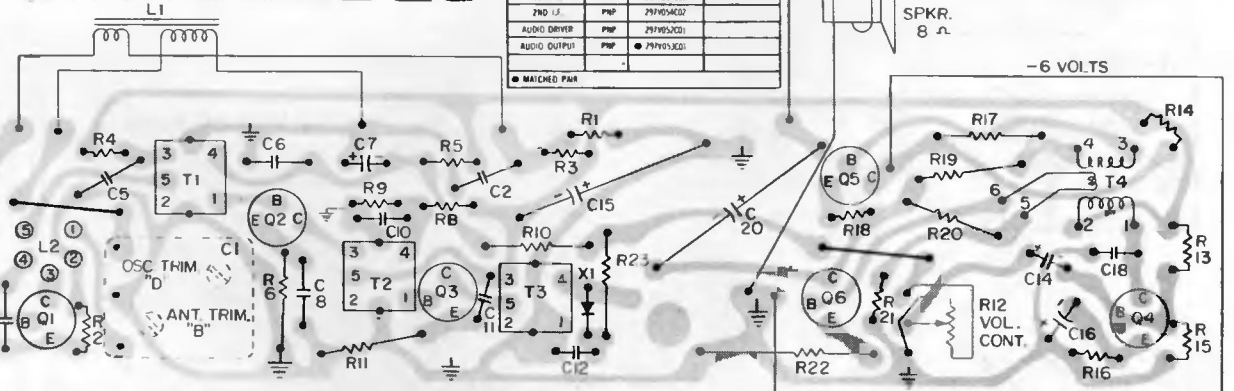 L1
2ND I.F. PNP 297V054C02
AUDIO DRIVER PNP 297V052C01
AUDIO OUTPUT PNP ● 297V053C01
● MATCHED PAIR
SPKR.
8 Ω
-6 VOLTS
R4
C5
3 4
5 T1
2 1
C6
C7
+
R5
C2
R1
R3
C15
- +
R9
C10
R8
R10
C
20
- +
B
E Q5 C
R18
R17
R19
R20
R14
4 3
6
T4
5
2 1
R
13
C14
+
C18
B
E Q2 C
5 1
L2
4 2
3
C1
OSC. TRIM.
"D"
ANT. TRIM.
"B"
C
B Q1
E
R
2
R
6
C
8
3 4
5 T2
2 1
R11
C
B Q3
E
C
11
3 4
5 T3
2 1
X1
R23
C12
C
B Q6
E
R
21
R22
R12
VOL.
CONT.
C16
+
R16
C
B Q4
E
R
15